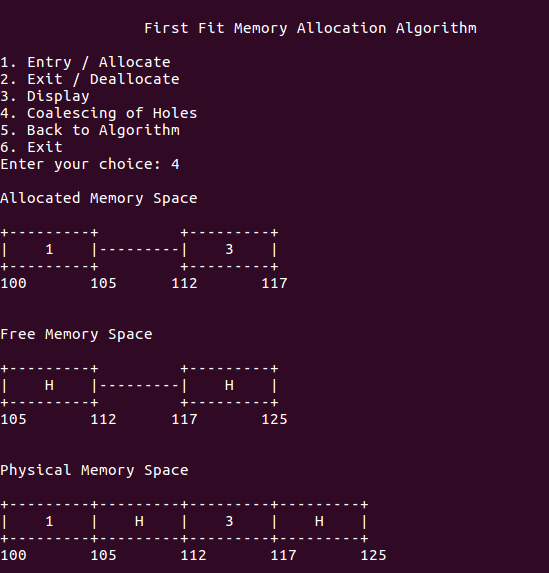 First Fit Memory Allocation Algorithm
1. Entry / Allocate
2. Exit / Deallocate
3. Display
4. Coalescing of Holes
5. Back to Algorithm
6. Exit
Enter your choice: 4
Allocated Memory Space
+---------+         +---------+
|    1    |---------|    3    |
+---------+         +---------+
100       105      112       117
Free Memory Space
+---------+         +---------+
|    H    |---------|    H    |
+---------+         +---------+
105       112      117       125
Physical Memory Space
+---------+---------+---------+---------+
|    1    |    H    |    3    |    H    |
+---------+---------+---------+---------+
100       105       112       117       125